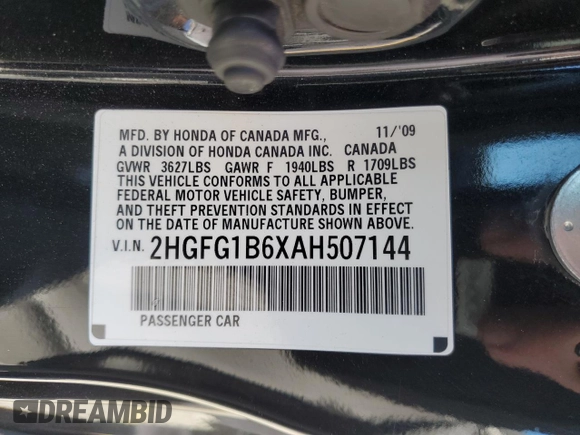 MFD. BY HONDA OF CANADA MFG., 11/'09
A DIVISION OF HONDA CANADA INC. CANADA
GVWR 3627LBS GAWR F 1940LBS R 1709LBS
THIS VEHICLE CONFORMS TO ALL APPLICABLE
FEDERAL MOTOR VEHICLE SAFETY, BUMPER,
AND THEFT PREVENTION STANDARDS IN EFFECT
ON THE DATE OF MANUFACTURE SHOWN ABOVE.
V.I.N. 2HGFG1B6XAH507144
PASSENGER CAR
DREAMBID